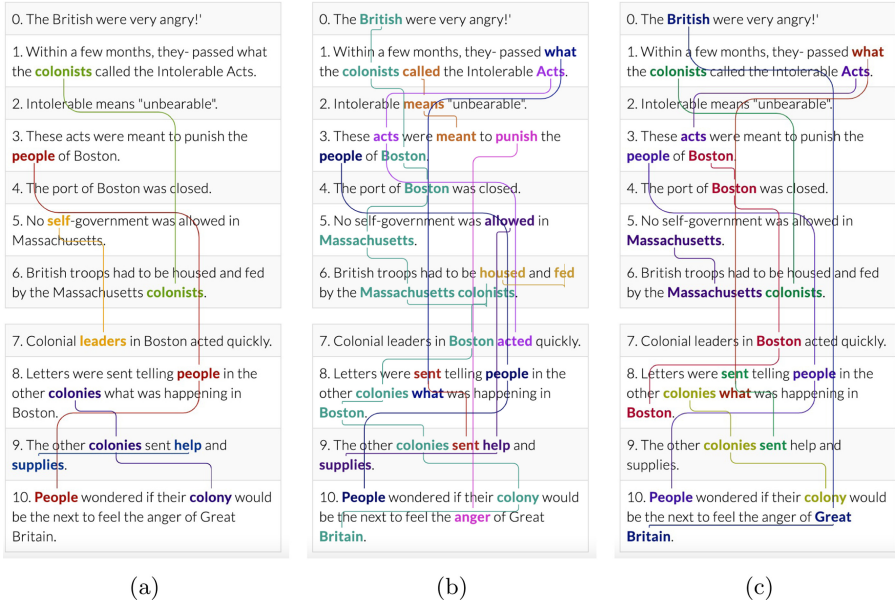 0. The British were very angry!'
1. Within a few months, they- passed what
the colonists called the Intolerable Acts.
2. Intolerable means "unbearable".
3. These acts were meant to punish the
people of Boston.
4. The port of Boston was closed.
5. No self-government was allowed in
Massachusetts.
6. British troops had to be housed and fed
by the Massachusetts colonists.
7. Colonial leaders in Boston acted quickly.
8. Letters were sent telling people in the
other colonies what was happening in
Boston.
9. The other colonies sent help and
supplies.
10. People wondered if their colony would
be the next to feel the anger of Great
Britain.
(a)
0. The British were very angry!'
1. Within a few months, they- passed what
the colonists called the Intolerable Acts.
2. Intolerable means "unbearable".
3. These acts were meant to punish the
people of Boston.
4. The port of Boston was closed.
5. No self-government was allowed in
Massachusetts.
6. British troops had to be housed and fed
by the Massachusetts colonists.
7. Colonial leaders in Boston acted quickly.
8. Letters were sent telling people in the
other colonies what was happening in
Boston.
9. The other colonies sent help and
supplies.
10. People wondered if their colony would
be the next to feel the anger of Great
Britain.
(b)
0. The British were very angry!'
1. Within a few months, they- passed what
the colonists called the Intolerable Acts.
2. Intolerable means "unbearable".
3. These acts were meant to punish the
people of Boston.
4. The port of Boston was closed.
5. No self-government was allowed in
Massachusetts.
6. British troops had to be housed and fed
by the Massachusetts colonists.
7. Colonial leaders in Boston acted quickly.
8. Letters were sent telling people in the
other colonies what was happening in
Boston.
9. The other colonies sent help and
supplies.
10. People wondered if their colony would
be the next to feel the anger of Great
Britain.
(c)